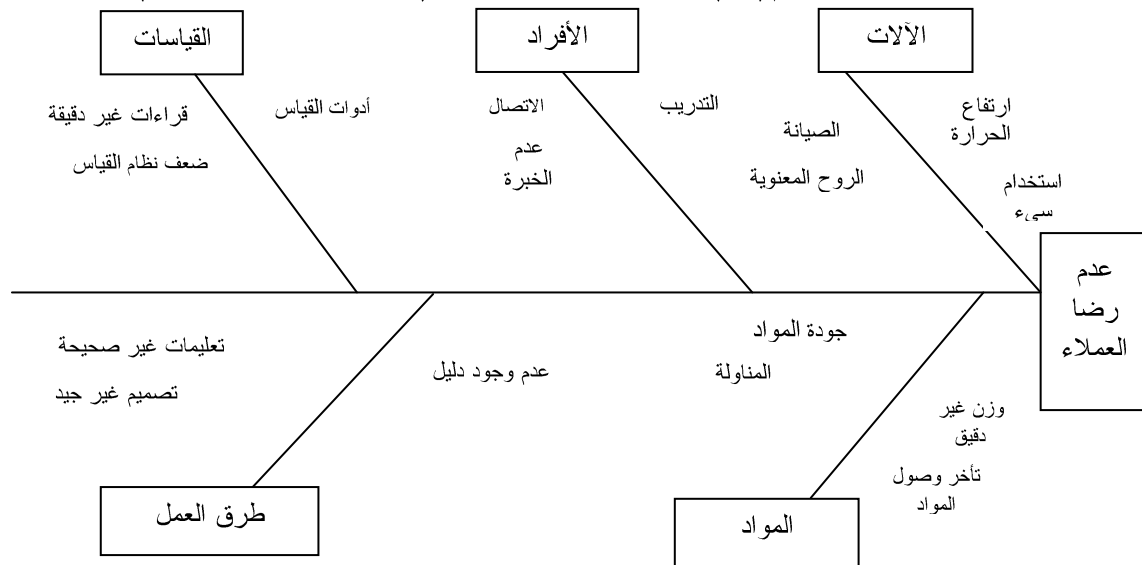 الآلات
الأفراد
القياسات
ارتفاع
الحرارة
استخدام
سيء
الصيانة
التدريب
الروح المعنوية
الاتصال
عدم
الخبرة
أدوات القياس
قراءات غير دقيقة
ضعف نظام القياس
عدم
رضا
العملاء
جودة المواد
المناولة
وزن غير
دقيق
تأخر وصول
المواد
عدم وجود دليل
تعليمات غير صحيحة
تصميم غير جيد
المواد
طرق العمل